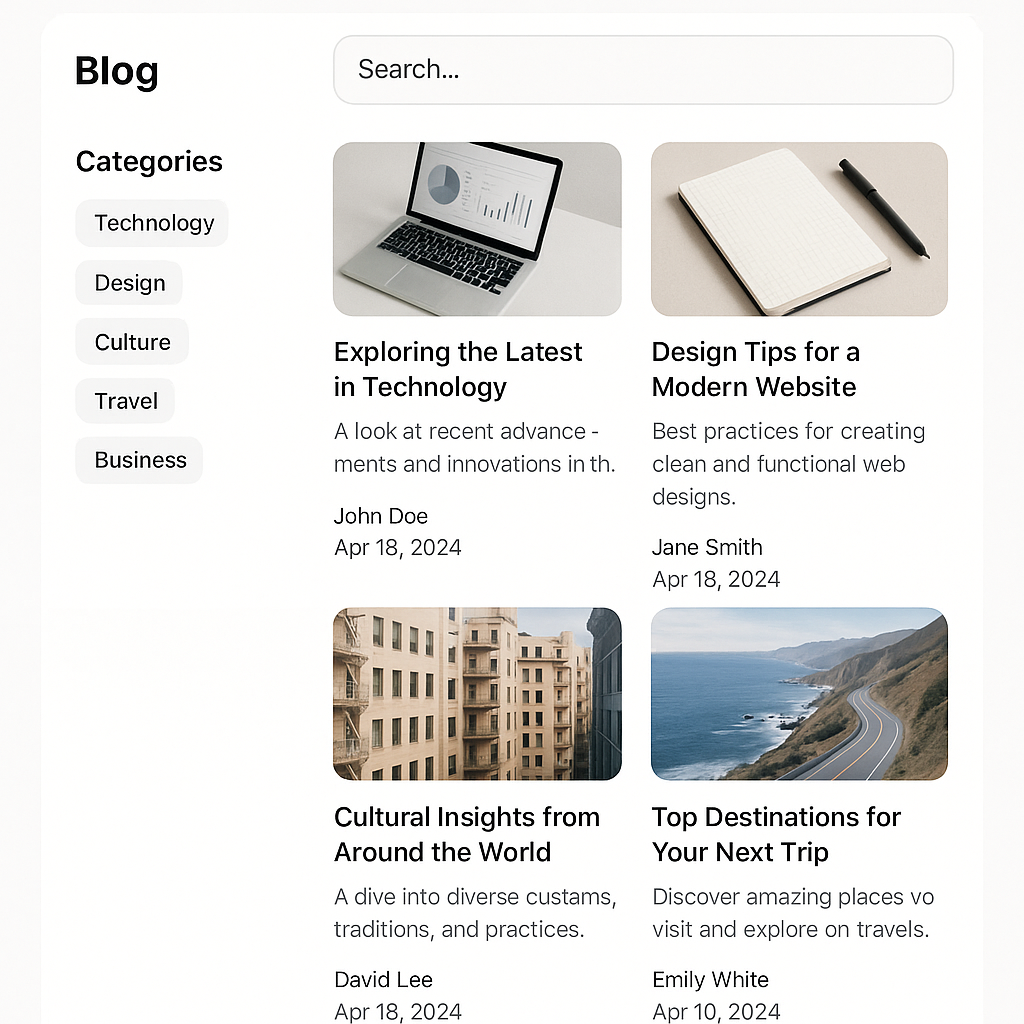 Blog
Search...
Categories
Technology
Design
Culture
Travel
Business
Exploring the Latest
in Technology
A look at recent advance -
ments and innovations in th.
John Doe
Apr 18, 2024
Design Tips for a
Modern Website
Best practices for creating
clean and functional web
designs.
Jane Smith
Apr 18, 2024
Cultural Insights from
Around the World
A dive into diverse custams,
traditions, and practices.
David Lee
Apr 18, 2024
Top Destinations for
Your Next Trip
Discover amazing places vo
visit and explore on travels.
Emily White
Apr 10, 2024